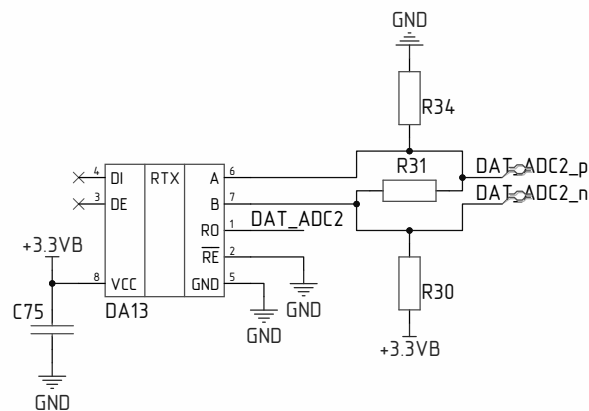 GND
R34
4 DI RTX A 6
R31
DAT_ADC2_p
3 DE B 7
DAT_ADC2_n
RO 1 DAT_ADC2
+3.3VB
RE 2
8 VCC GND 5
R30
C75
DA13
GND
GND
+3.3VB
GND